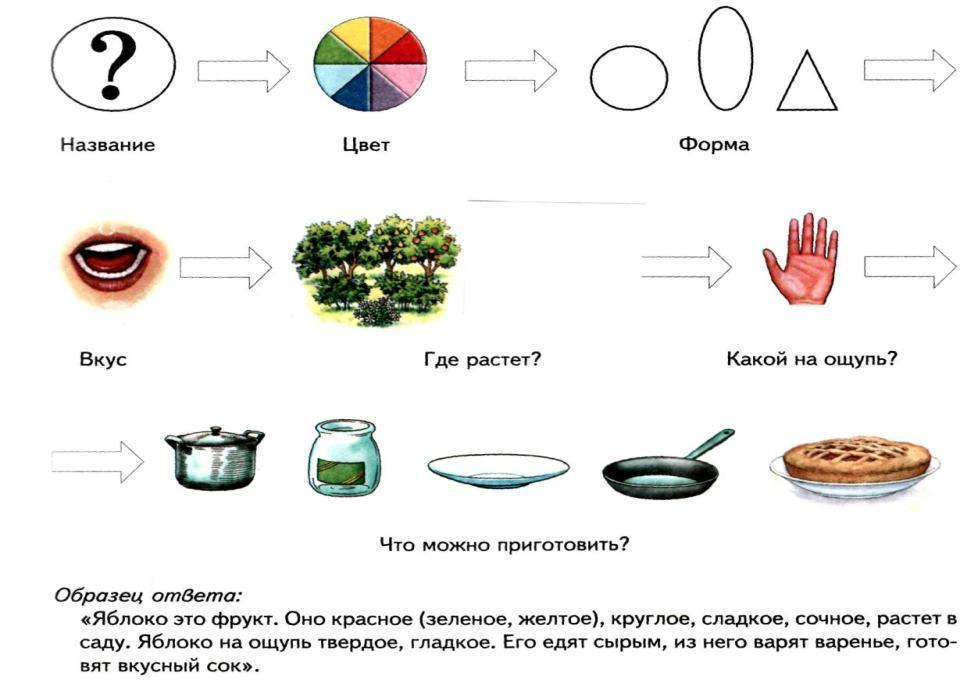 ?
Название
Цвет
Форма
Вкус
Где растет?
Какой на ощупь?
Что можно приготовить?
Образец ответа:
«Яблоко это фрукт. Оно красное (зеленое, желтое), круглое, сладкое, сочное, растет в
саду. Яблоко на ощупь твердое, гладкое. Его едят сырым, из него варят варенье, гото-
вят вкусный сок».